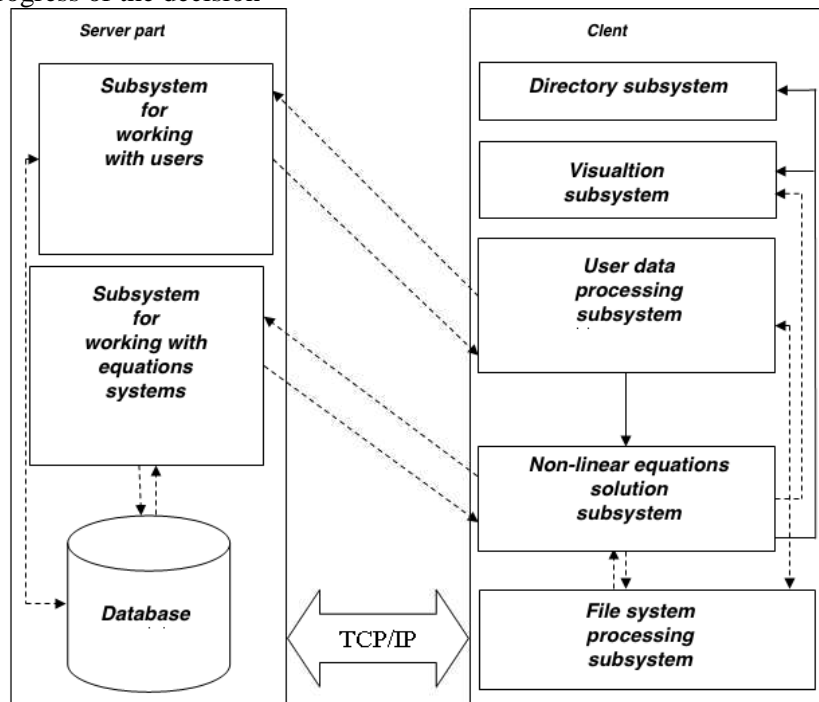 ogress of the decision
Server part
Subsystem
for
working
with users
Subsystem
for
working with
equations
systems
Database
TCP/IP
Clent
Directory subsystem
Visualtion
subsystem
User data
processing
subsystem
Non-linear equations
solution
subsystem
File system
processing
subsystem